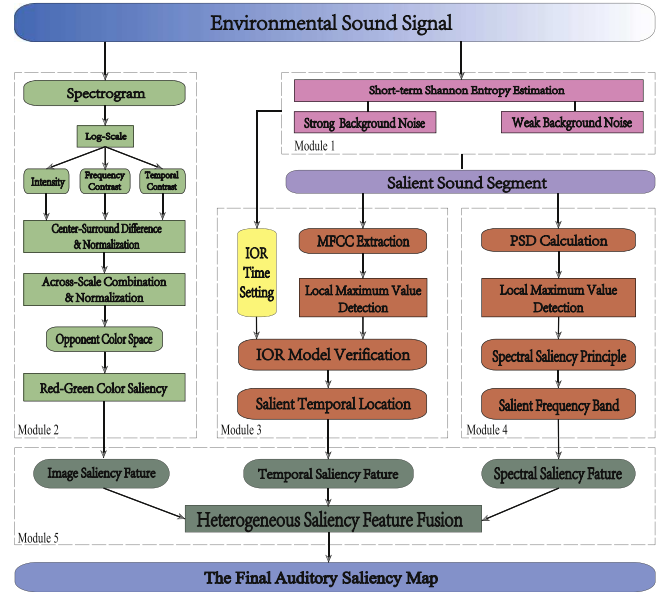 Environmental Sound Signal
Spectrogram
Log-Scale
Intensity
Frequency
Contrast
Temporal
Contrast
Center-Surround Difference
& Normalization
Across-Scale Combination
& Normalization
Opponent Color Space
Red-Green Color Saliency
Module 2
Short-term Shannon Entropy Estimation
Strong Background Noise
Weak Background Noise
Module 1
Salient Sound Segment
IOR
Time
Setting
MFCC Extraction
Local Maximum Value
Detection
IOR Model Verification
Salient Temporal Location
Module 3
PSD Calculation
Local Maximum Value
Detection
Spectral Saliency Principle
Salient Frequency Band
Module 4
Image Saliency Fature
Temporal Saliency Fature
Spectral Saliency Fature
Heterogeneous Saliency Feature Fusion
Module 5
The Final Auditory Saliency Map